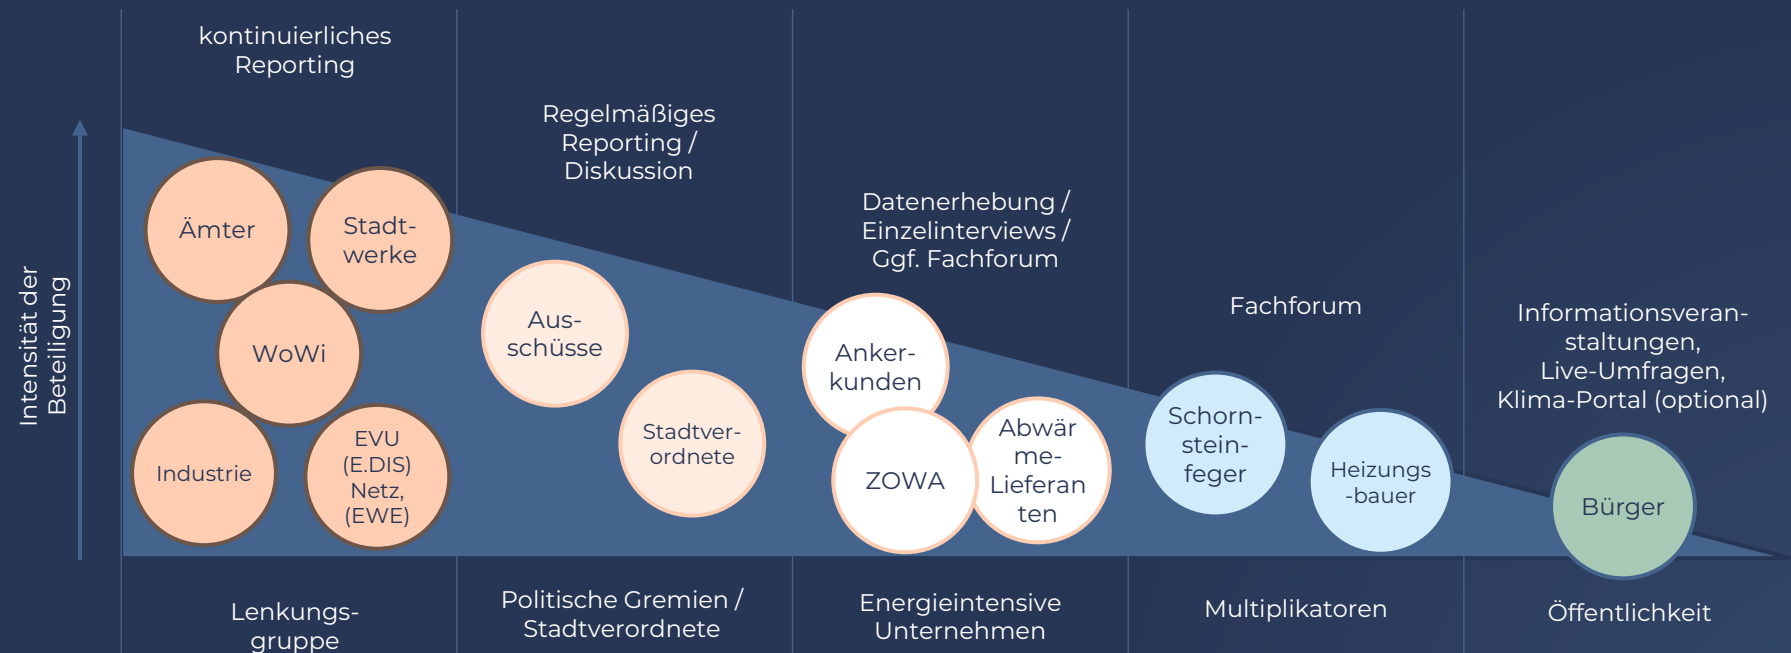 kontinuierliches
Reporting
Regelmäßiges
Reporting /
Diskussion
Datenerhebung /
Einzelinterviews /
Ggf. Fachforum
Fachforum
Informationsveran-
staltungen,
Live-Umfragen,
Klima-Portal (optional)
Intensität der
Beteiligung
Ämter
Stadt-
werke
WoWi
Industrie
EVU
(E.DIS)
Netz,
(EWE)
Aus-
schüsse
Stadtver-
ordnete
Anker-
kunden
ZOWA
Abwär
me-
Lieferan
ten
Schorn-
stein-
feger
Heizungs
-bauer
Bürger
Lenkungs-
gruppe
Politische Gremien /
Stadtverordnete
Energieintensive
Unternehmen
Multiplikatoren
Öffentlichkeit